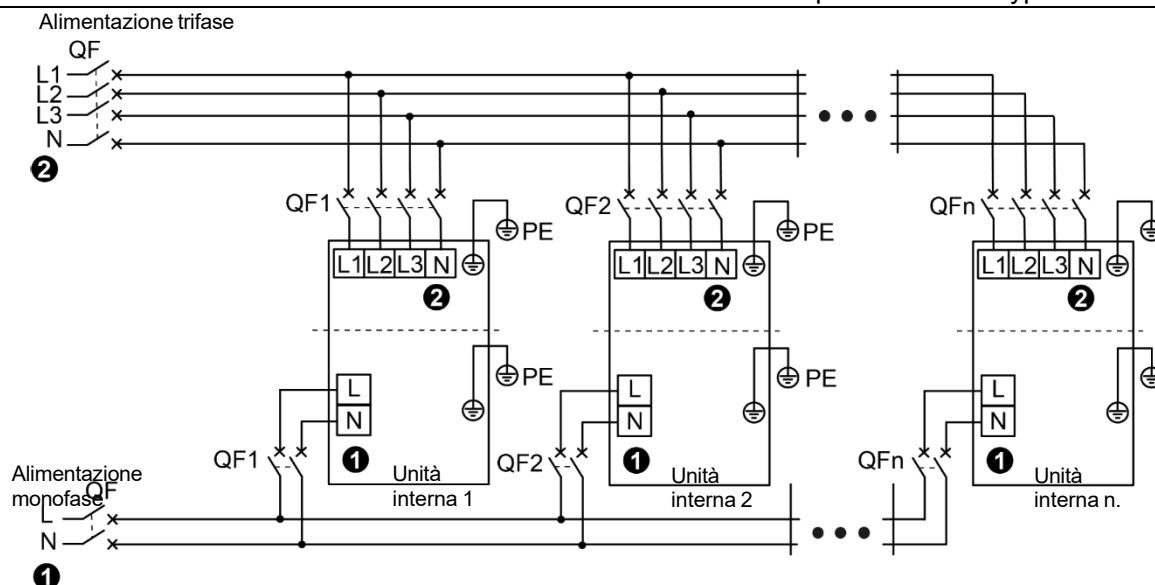 Alimentazione trifase
QF
L1
L2
L3
N
❷
QF1
QF2
QFn
PE
PE
L1 L2 L3 N
L1 L2 L3 N
L1 L2 L3 N
❷
❷
❷
PE
PE
L
L
L
N
N
N
QF1
❶
QF2
❶
QFn
❶
Unità
interna 1
Unità
interna 2
Unità
interna n.
Alimentazione
monofase
QF
L
N
❶